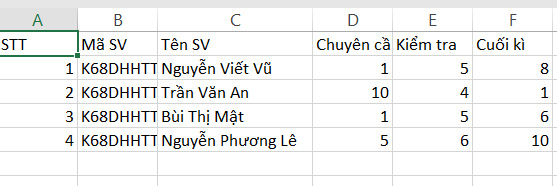 A B C D E F
STT Mã SV Tên SV Chuyên cầ Kiểm tra Cuối kì
1 K68DHHTT Nguyễn Viết Vũ 1 5 8
2 K68DHHTT Trần Văn An 10 4 1
3 K68DHHTT Bùi Thị Mật 1 5 6
4 K68DHHTT Nguyễn Phương Lê 5 6 10